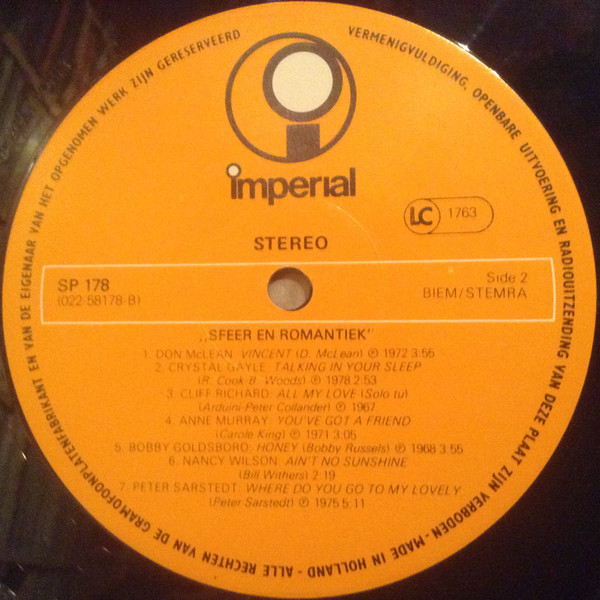 ALLE RECHTEN VAN DE GRAMOFOONPLATENFABRIKANT EN VAN DE EIGENAAR VAN HET OPGENOMEN WERK ZIJN GERESERVEERD
VERMENIGVULDIGING, OPENBARE UITVOERING EN RADIOUITZENDING VAN DEZE PLAAT ZIJN VERBODEN - MADE IN HOLLAND -
imperial
LC 1763
STEREO
SP 178
(022-58178-B)
Side 2
BIEM/STEMRA
,,SFEER EN ROMANTIEK''
1. DON McLEAN: VINCENT (D. McLean) ℗ 1972 3:55
2. CRYSTAL GAYLE: TALKING IN YOUR SLEEP
(R. Cook-B. Woods) ℗ 1978 2:53
3. CLIFF RICHARD: ALL MY LOVE (Solo tu)
(Arduini-Peter Collander) ℗ 1967
4. ANNE MURRAY: YOU'VE GOT A FRIEND
(Carole King) ℗ 1971 3:05
5. BOBBY GOLDSBORO: HONEY (Bobby Russels) ℗ 1968 3:55
6. NANCY WILSON: AIN'T NO SUNSHINE
(Bill Withers) 2:19
7. PETER SARSTEDT: WHERE DO YOU GO TO MY LOVELY
(Peter Sarstedt) ℗ 1975 5:11